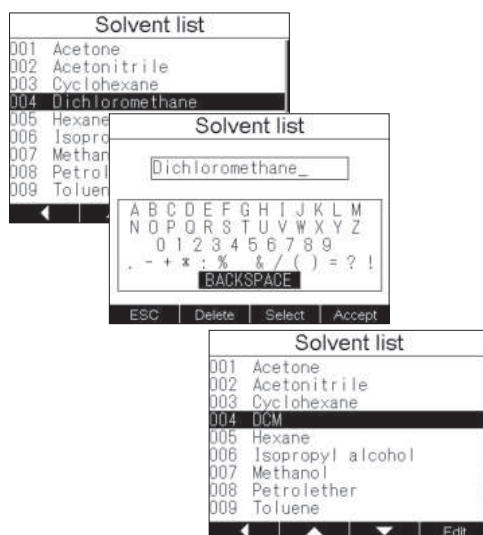 Solvent list
001 Acetone
002 Acetonitrile
003 Cyclohexane
004 Dichloromethane
005 Hexane
006 Isopro
007 Methan
008 Petrol
009 Toluen
Solvent list
Dichloromethane_
A B C D E F G H I J K L M
N O P Q R S T U V W X Y Z
0 1 2 3 4 5 6 7 8 9
. - + * : % & / ( ) = ? !
BACKSPACE
ESC Delete Select Accept
Solvent list
001 Acetone
002 Acetonitrile
003 Cyclohexane
004 DCM
005 Hexane
006 Isopropyl alcohol
007 Methanol
008 Petrolether
009 Toluene
Edit